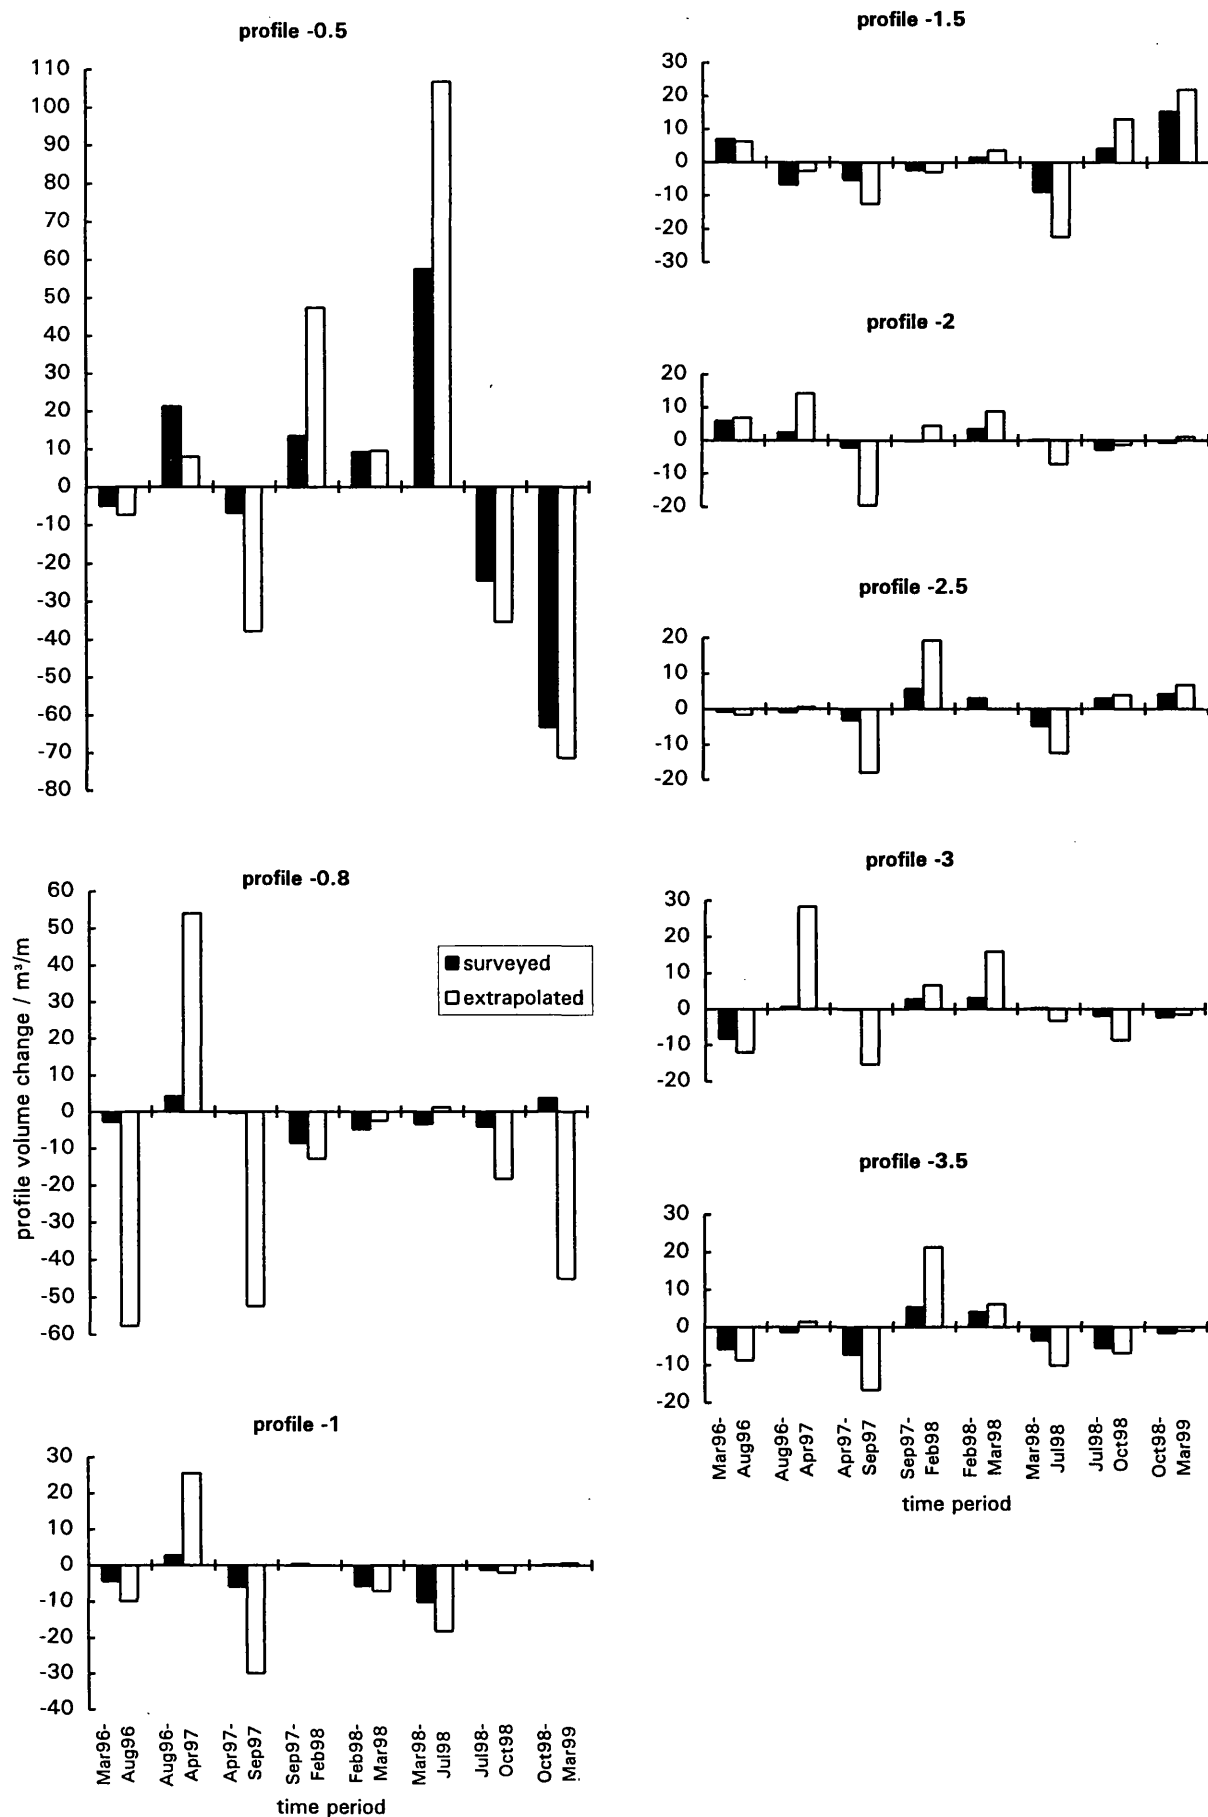 profile -0.5
110
100
90
80
70
60
50
40
30
20
10
0
-10
-20
-30
-40
-50
-60
-70
-80
profile -0.8
60
50
40
30
20
10
0
-10
-20
-30
-40
-50
-60
profile volume change / m³/m
surveyed
extrapolated
profile -1
30
20
10
0
-10
-20
-30
-40
Mar96-
Aug96
Aug96-
Apr97
Apr97-
Sep97
Sep97-
Feb98
Feb98-
Mar98
Mar98-
Jul98
Jul98-
Oct98
Oct98-
Mar99
time period
profile -1.5
30
20
10
0
-10
-20
-30
profile -2
20
10
0
-10
-20
profile -2.5
20
10
0
-10
-20
profile -3
30
20
10
0
-10
-20
profile -3.5
30
20
10
0
-10
-20
Mar96-
Aug96
Aug96-
Apr97
Apr97-
Sep97
Sep97-
Feb98
Feb98-
Mar98
Mar98-
Jul98
Jul98-
Oct98
Oct98-
Mar99
time period